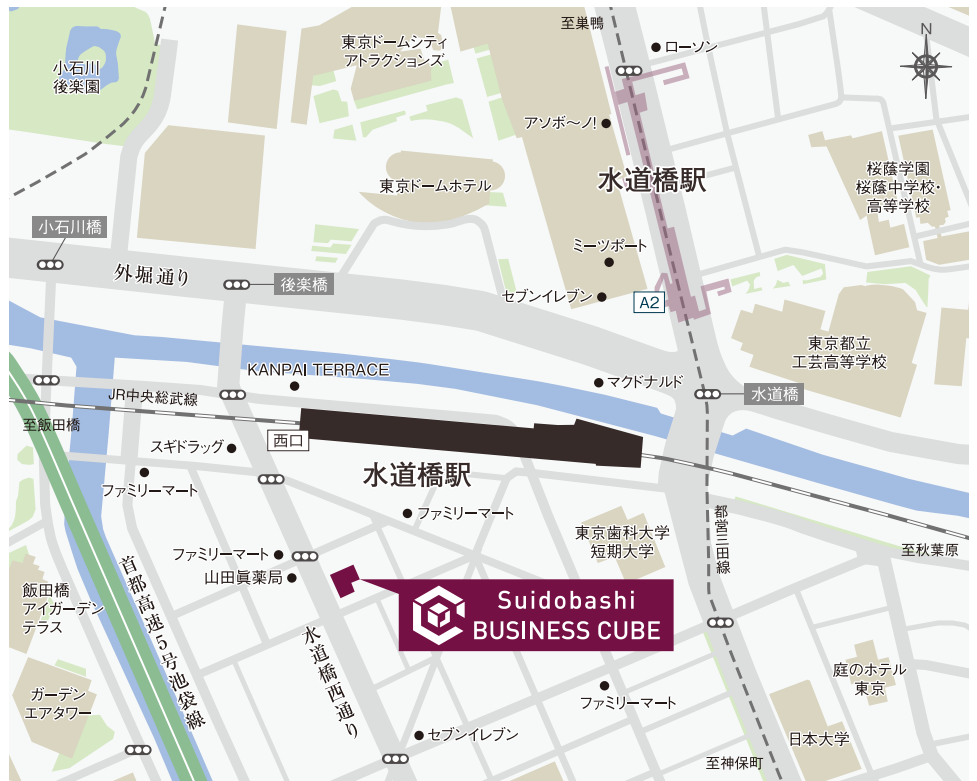 至巣鴨
N
ローソン
東京ドームシティ
アトラクションズ
小石川
後楽園
アソボ〜ノ!
水道橋駅
桜蔭学園
桜蔭中学校・
高等学校
東京ドームホテル
小石川橋
外堀通り
後楽橋
ミーツポート
セブンイレブン
A2
東京都立
工芸高等学校
KANPAI TERRACE
マクドナルド
水道橋
JR中央総武線
至飯田橋
西口
スギドラッグ
水道橋駅
ファミリーマート
ファミリーマート
東京歯科大学
短期大学
都営三田線
至秋葉原
ファミリーマート
山田眞薬局
飯田橋
アイガーデン
テラス
首都高速5号池袋線
Suidobashi
BUSINESS CUBE
水道橋西通り
庭のホテル
東京
ガーデン
エアタワー
ファミリーマート
セブンイレブン
日本大学
至神保町